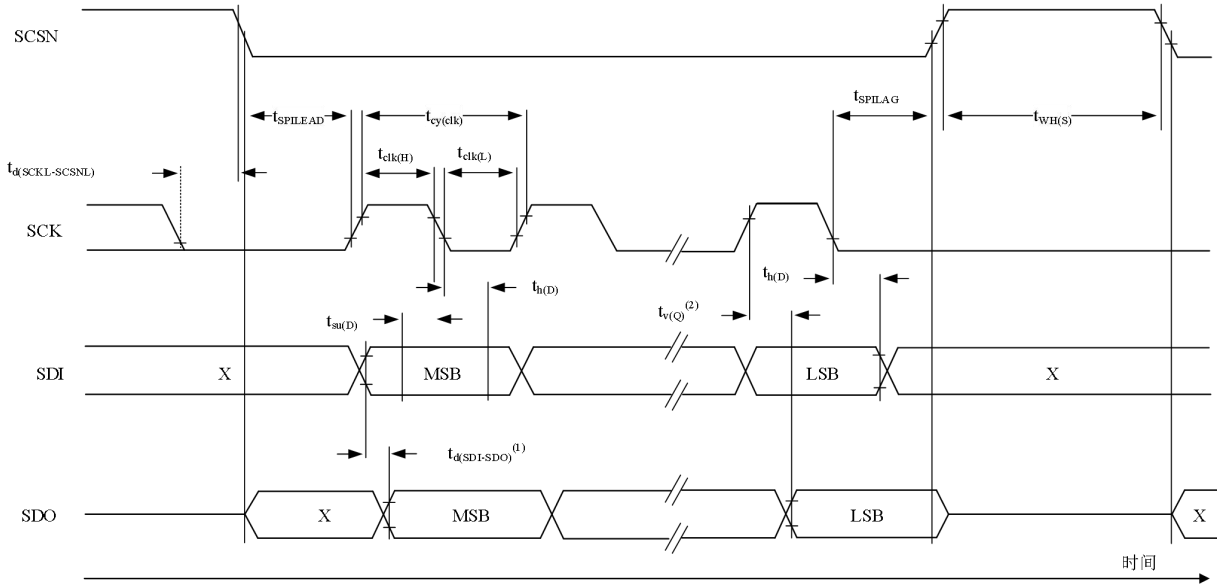 SCSN
tSPILEAD
tcy(clk)
tSPILAG
tWH(S)
tclk(H)
tclk(L)
td(SCKL-SCSNL)
SCK
th(D)
th(D)
tsu(D)
tv(Q)(2)
SDI
X
MSB
LSB
X
td(SDI-SDO)(1)
SDO
X
MSB
LSB
X
时间